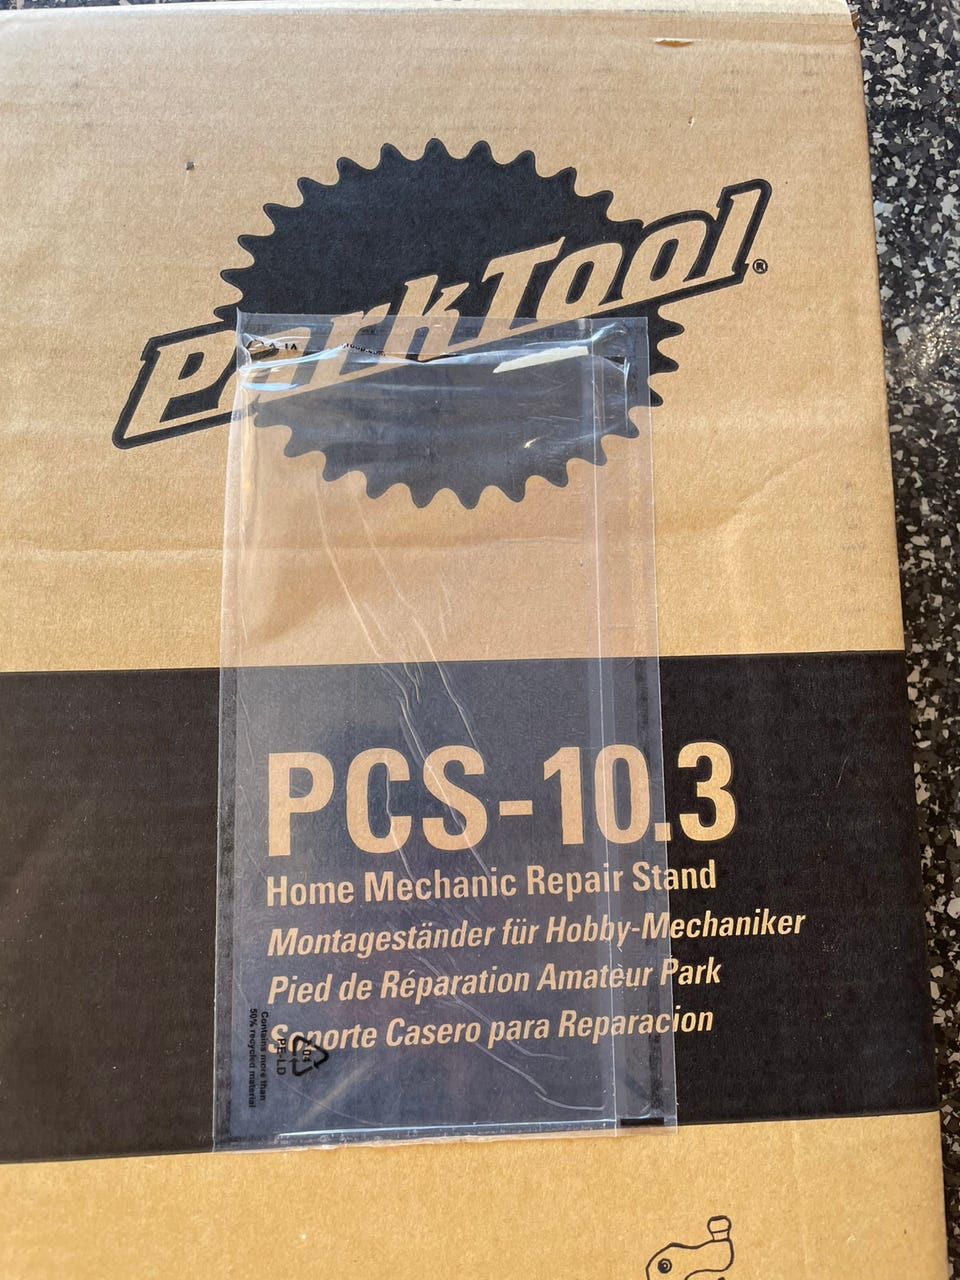 ParkTool®
PCS-10.3
Home Mechanic Repair Stand
Montageständer für Hobby-Mechaniker
Pied de Réparation Amateur Park
Soporte Casero para Reparacion
Contains more than
50% recycled material
PE-LD
04